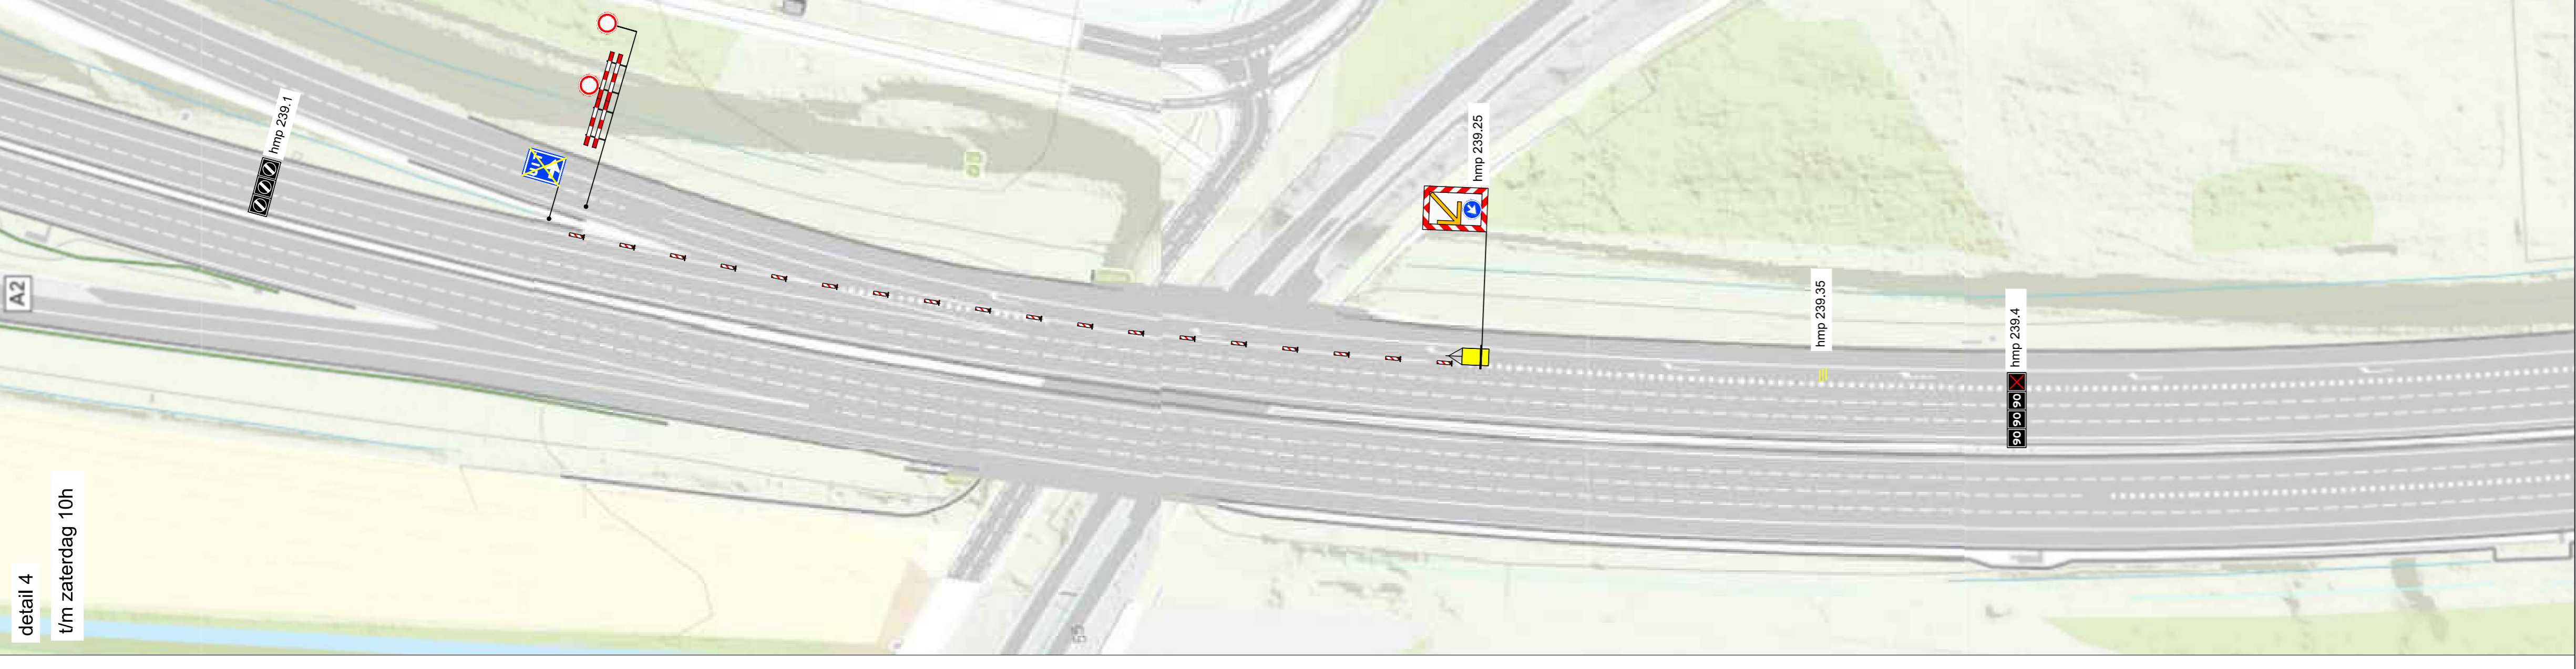 detail 4
t/m zaterdag 10h
A2
hmp 239.1
UIT
hmp 239.25
hmp 239.35
hmp 239.4
90 90 90